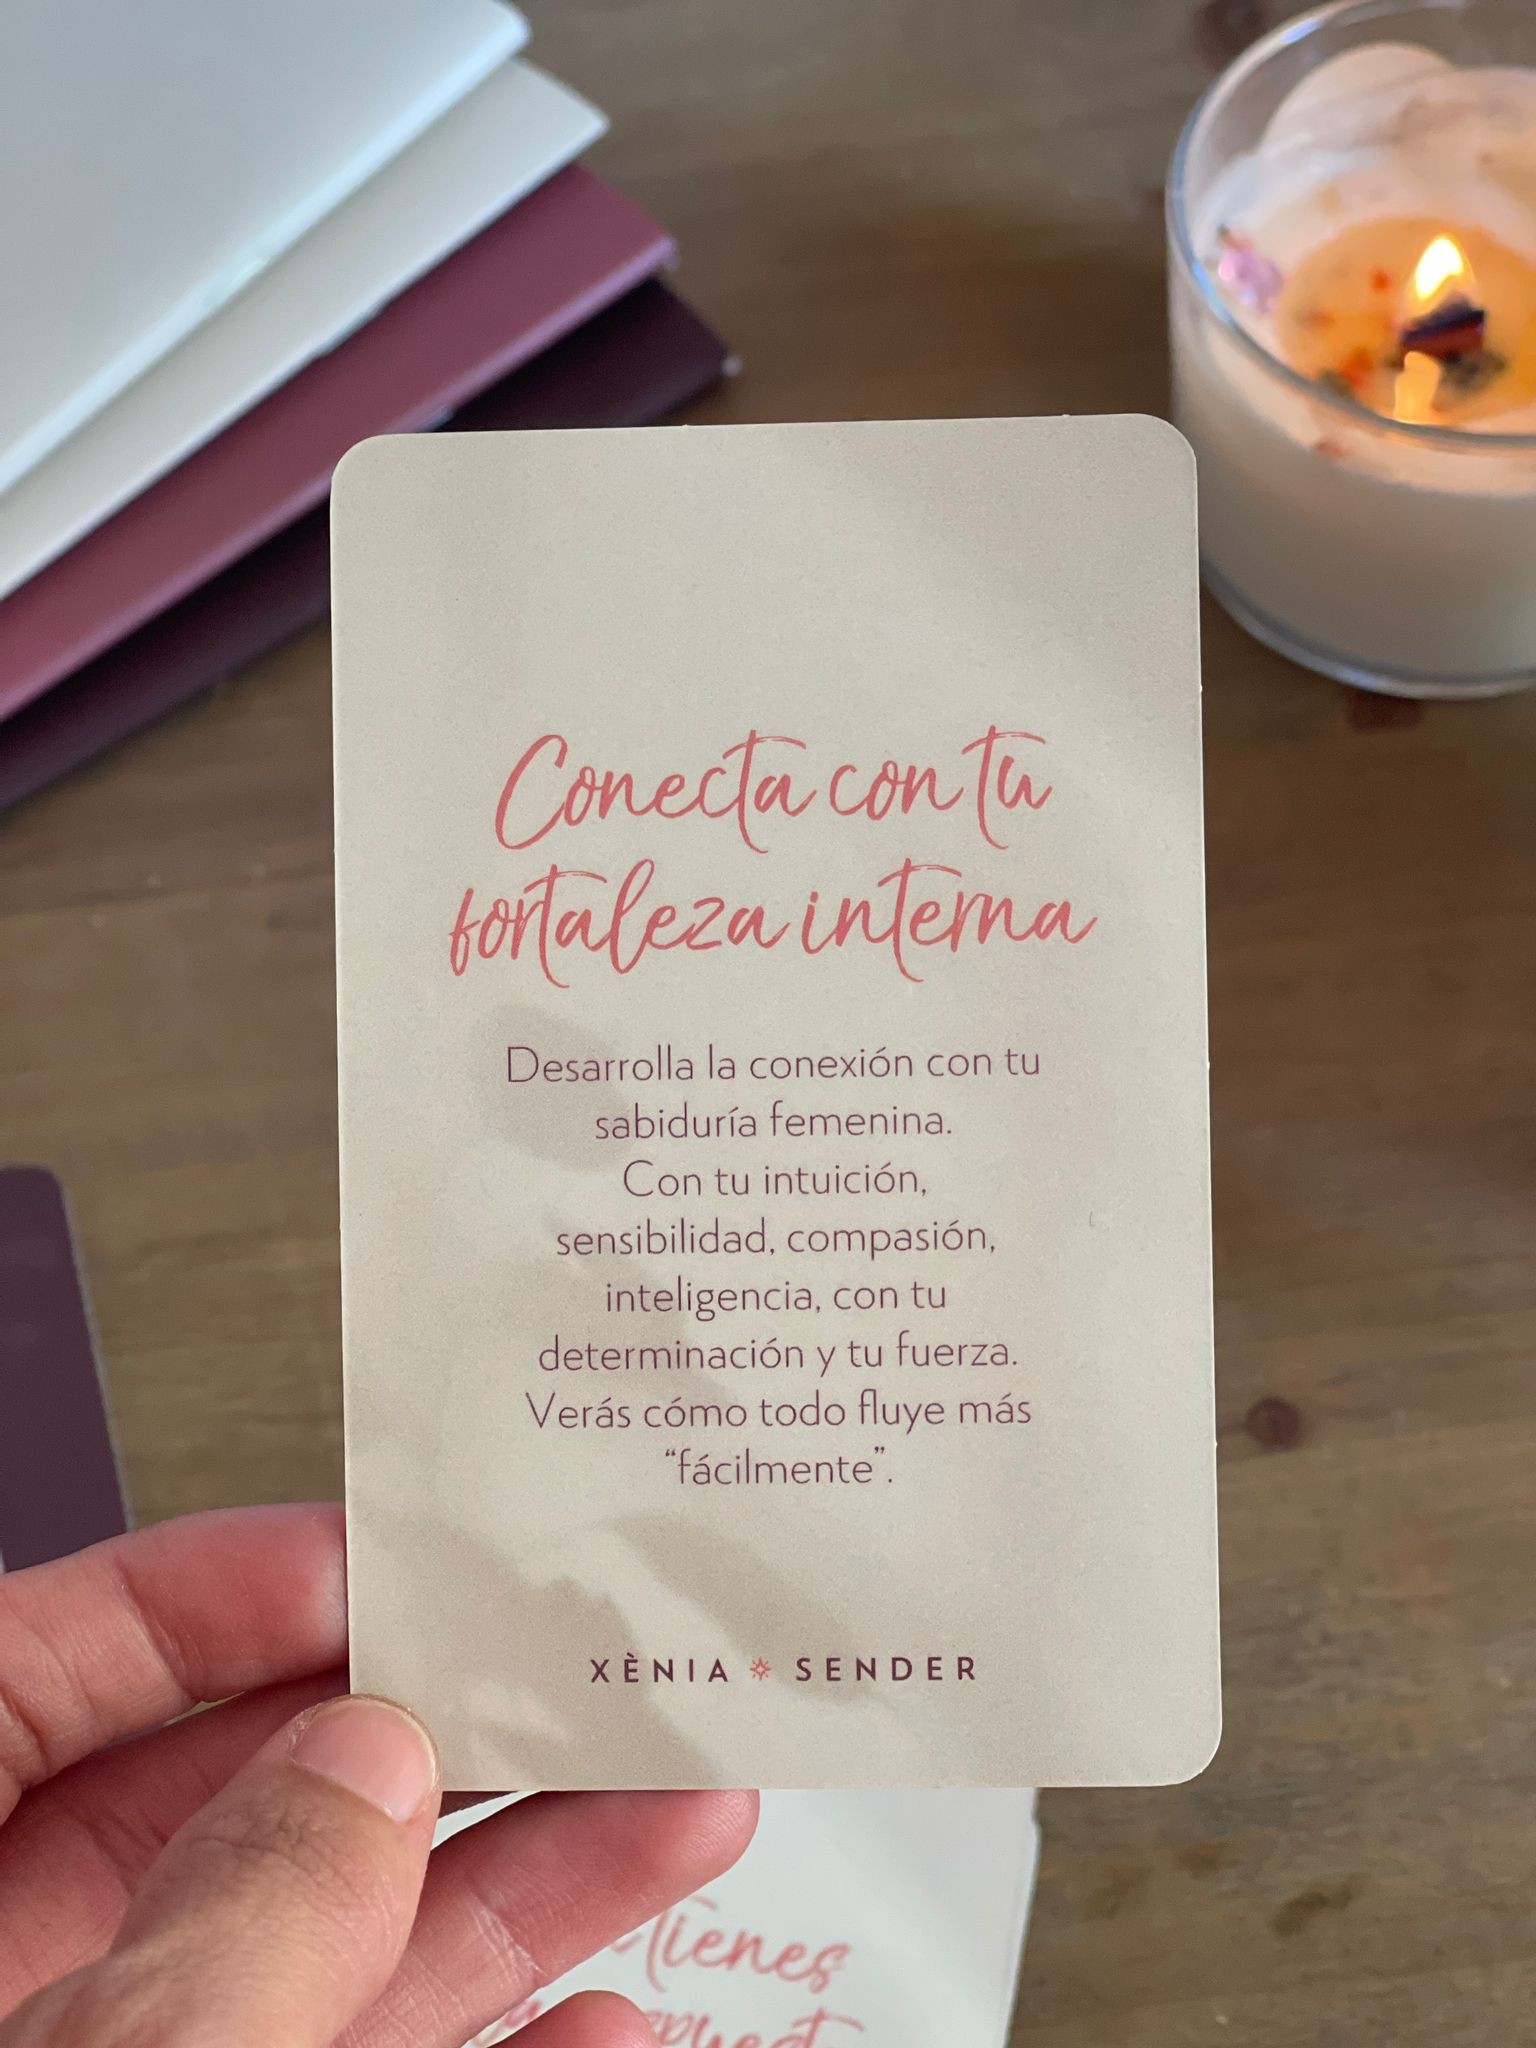 Conecta con tu
fortaleza interna
Desarrolla la conexión con tu
sabiduría femenina.
Con tu intuición,
sensibilidad, compasión,
inteligencia, con tu
determinación y tu fuerza.
Verás cómo todo fluye más
“fácilmente”.
XÈNIA SENDER
tienes